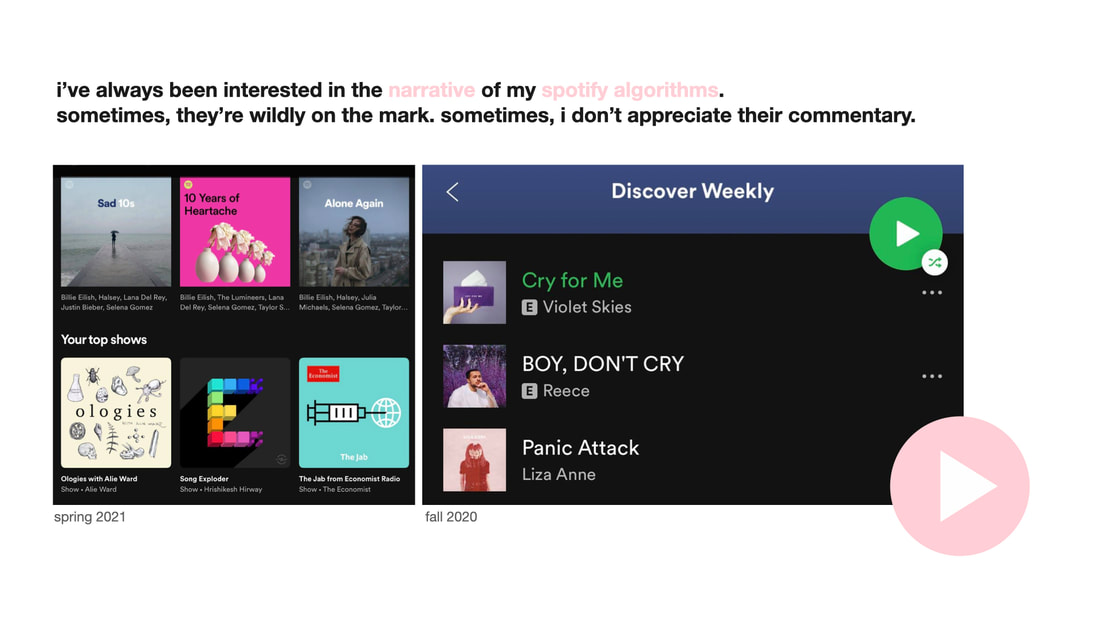 i’ve always been interested in the narrative of my spotify algorithms.
sometimes, they’re wildly on the mark. sometimes, i don’t appreciate their commentary.
Sad 10s
10 Years of
Heartache
Alone Again
Billie Eilish, Halsey, Lana Del Rey,
Justin Bieber, Selena Gomez
Billie Eilish, The Lumineers, Lana
Del Rey, Selena Gomez, Taylor S...
Billie Eilish, Halsey, Julia
Michaels, Selena Gomez, Taylor...
Your top shows
ologies
WITH ALIE WARD
The
Economist
The Jab
Ologies with Alie Ward
Show • Alie Ward
Song Exploder
Show • Hrishikesh Hirway
The Jab from Economist Radio
Show • The Economist
spring 2021
Discover Weekly
Cry for Me
E Violet Skies
BOY, DON'T CRY
E Reece
Panic Attack
Liza Anne
fall 2020